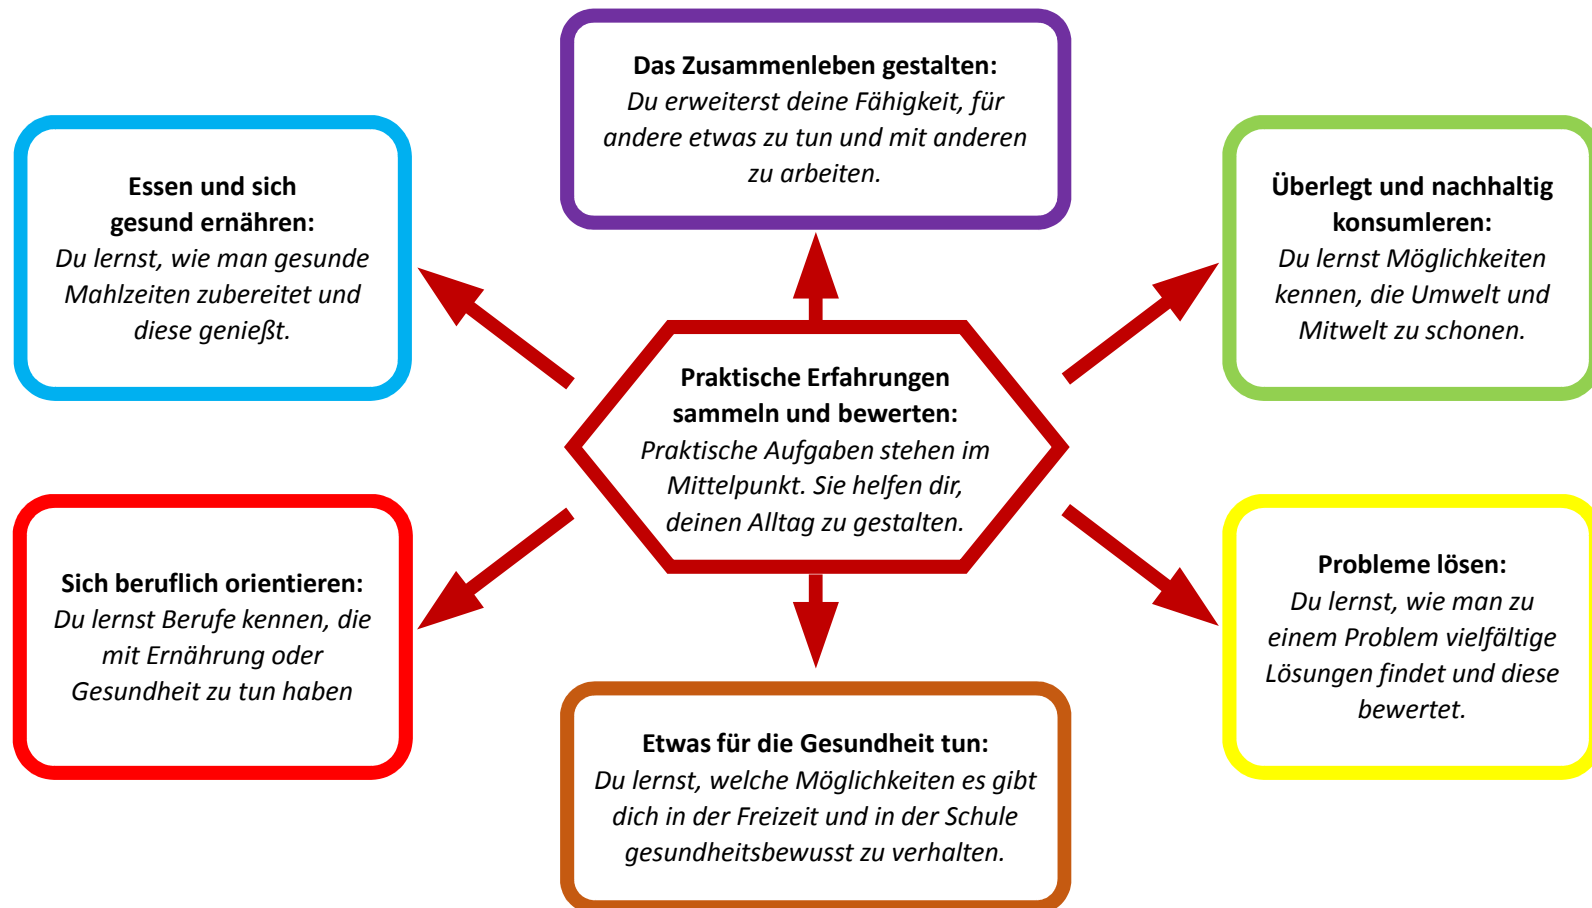 Das Zusammenleben gestalten:
Du erweiterst deine Fähigkeit, für
andere etwas zu tun und mit anderen
zu arbeiten.
Essen und sich
gesund ernähren:
Du lernst, wie man gesunde
Mahlzeiten zubereitet und
diese genießt.
Überlegt und nachhaltig
konsumleren:
Du lernst Möglichkeiten
kennen, die Umwelt und
Mitwelt zu schonen.
Praktische Erfahrungen
sammeln und bewerten:
Praktische Aufgaben stehen im
Mittelpunkt. Sie helfen dir,
deinen Alltag zu gestalten.
Sich beruflich orientieren:
Du lernst Berufe kennen, die
mit Ernährung oder
Gesundheit zu tun haben
Probleme lösen:
Du lernst, wie man zu
einem Problem vielfältige
Lösungen findet und diese
bewertet.
Etwas für die Gesundheit tun:
Du lernst, welche Möglichkeiten es gibt
dich in der Freizeit und in der Schule
gesundheitsbewusst zu verhalten.